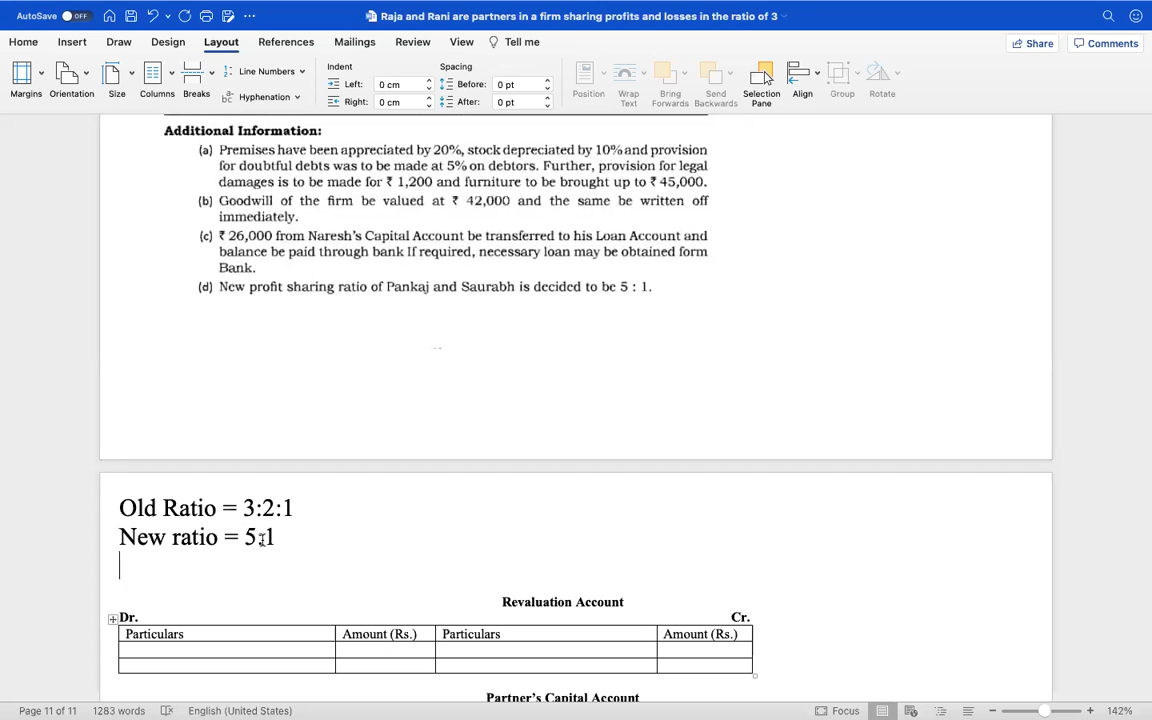 AutoSave OFF
Raja and Rani are partners in a firm sharing profits and losses in the ratio of 3
Home Insert Draw Design Layout References Mailings Review View Tell me Share Comments
Margins Orientation Size Columns Breaks Line Numbers Hyphenation
Indent Left: 0 cm Right: 0 cm
Spacing Before: 0 pt After: 0 pt
Position Wrap Text Bring Forwards Send Backwards Selection Pane Align Group Rotate
Additional Information:
(a) Premises have been appreciated by 20%, stock depreciated by 10% and provision
for doubtful debts was to be made at 5% on debtors. Further, provision for legal
damages is to be made for ₹ 1,200 and furniture to be brought up to ₹ 45,000.
(b) Goodwill of the firm be valued at ₹ 42,000 and the same be written off
immediately.
(c) ₹ 26,000 from Naresh's Capital Account be transferred to his Loan Account and
balance be paid through bank If required, necessary loan may be obtained form
Bank.
(d) New profit sharing ratio of Pankaj and Saurabh is decided to be 5 : 1.
Old Ratio = 3:2:1
New ratio = 5:1
Revaluation Account
Dr. Cr.
Particulars Amount (Rs.) Particulars Amount (Rs.)
Partner's Capital Account
Page 11 of 11 1283 words English (United States) Focus 142%